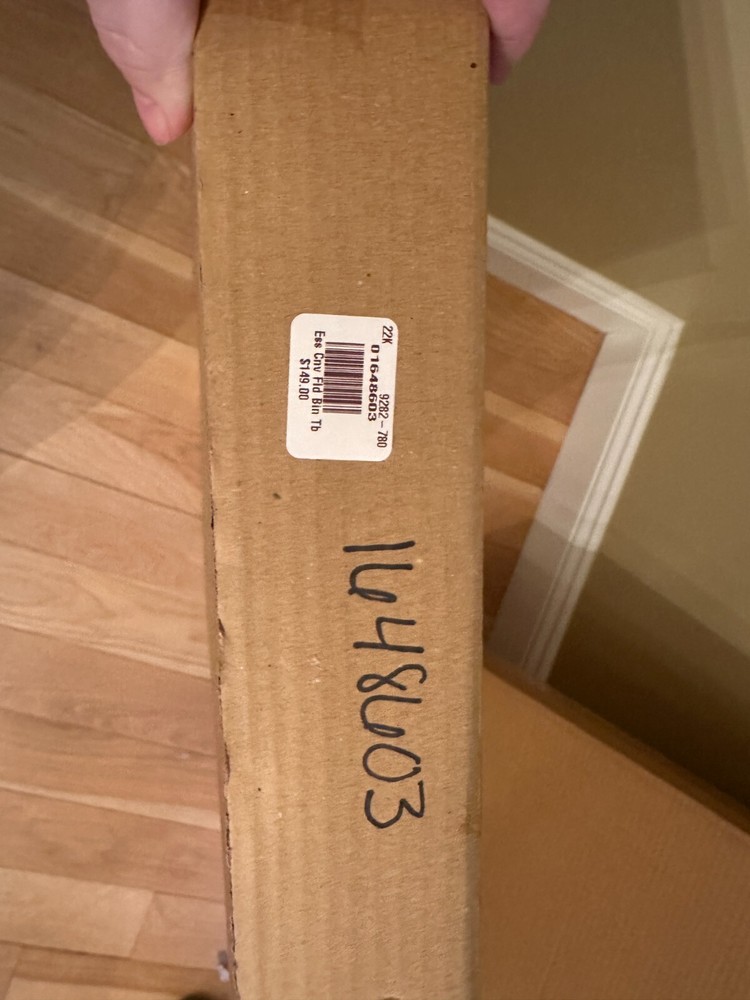 22K 9282-780
01648603
Ess Cnv Fld Bin Tb
$149.00
1648603